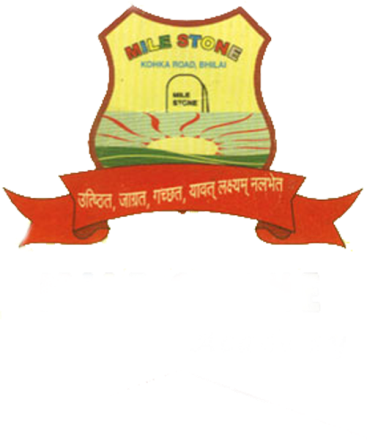 MILE STONE
KOHKA ROAD, BHILAI
MILE
STONE
उत्तिष्ठत, जाग्रत, गच्छत, यावत् लक्ष्यम् नलभेत